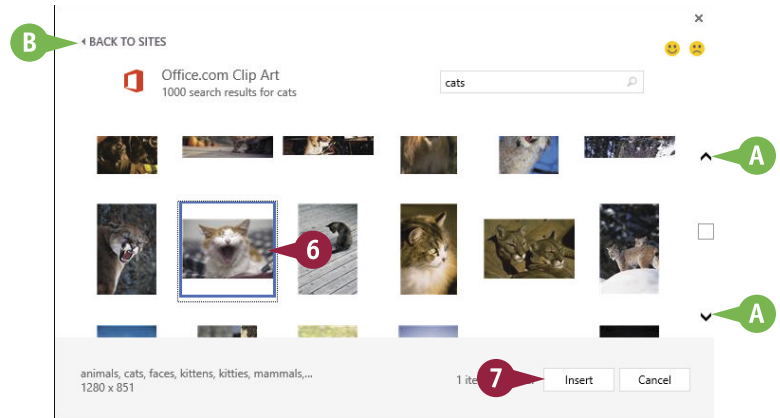 B
BACK TO SITES
Office.com Clip Art
1000 search results for cats
cats
A
6
A
animals, cats, faces, kittens, kitties, mammals,...
1280 x 851
1
7
Insert
Cancel